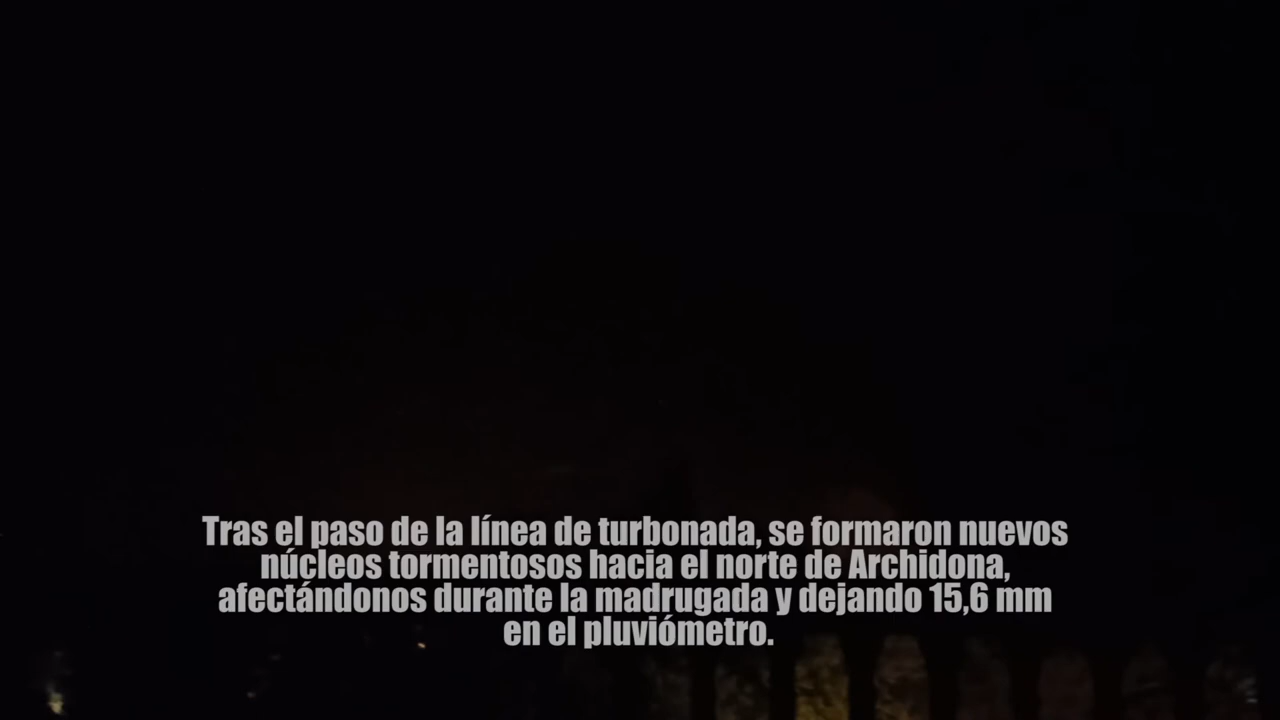 Tras el paso de la línea de turbonada, se formaron nuevos
núcleos tormentosos hacia el norte de Archidona,
afectándonos durante la madrugada y dejando 15,6 mm
en el pluviómetro.